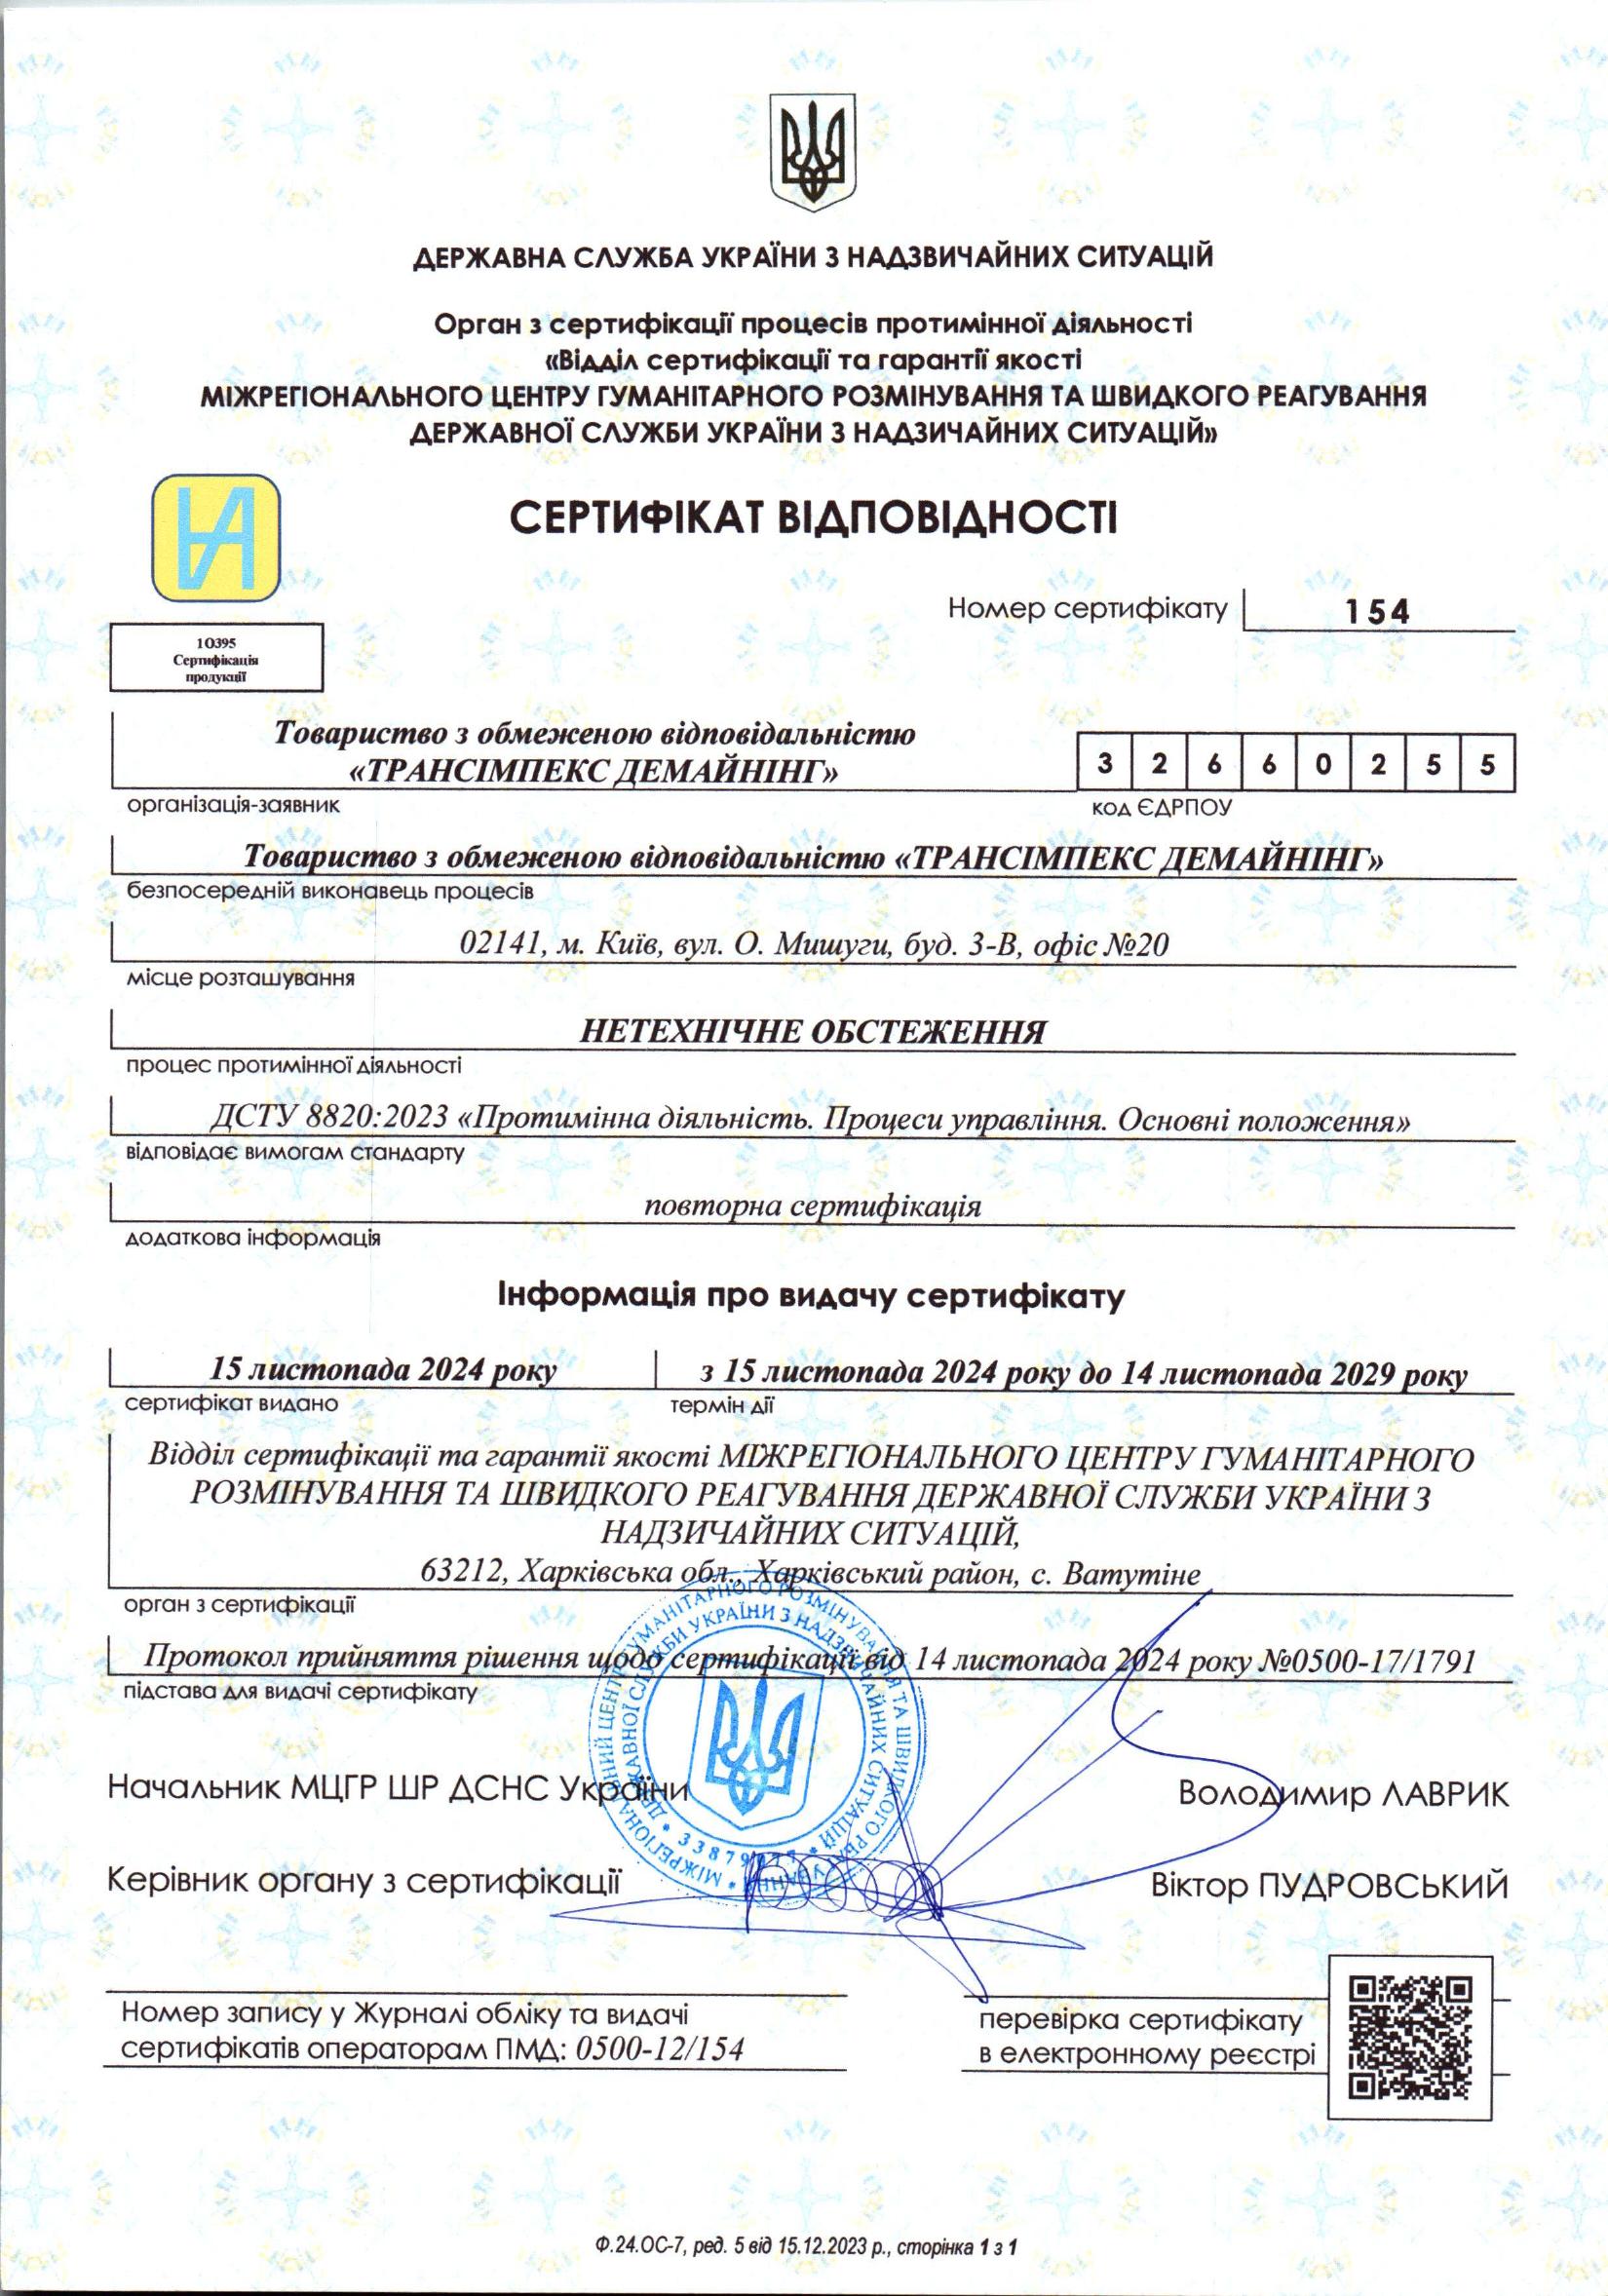 ДЕРЖАВНА СЛУЖБА УКРАЇНИ З НАДЗВИЧАЙНИХ СИТУАЦІЙ
Орган з сертифікації процесів протимінної діяльності
«Відділ сертифікації та гарантії якості
МІЖРЕГІОНАЛЬНОГО ЦЕНТРУ ГУМАНІТАРНОГО РОЗМІНУВАННЯ ТА ШВИДКОГО РЕАГУВАННЯ
ДЕРЖАВНОЇ СЛУЖБИ УКРАЇНИ З НАДЗИЧАЙНИХ СИТУАЦІЙ»
СЕРТИФІКАТ ВІДПОВІДНОСТІ
Номер сертифікату 154
1О395
Сертифікація
продукції
Товариство з обмеженою відповідальністю
«ТРАНСІМПЕКС ДЕМАЙНІНГ»
3 2 6 6 0 2 5 5
організація-заявник
код ЄДРПОУ
Товариство з обмеженою відповідальністю «ТРАНСІМПЕКС ДЕМАЙНІНГ»
безпосередній виконавець процесів
02141, м. Київ, вул. О. Мишуги, буд. 3-В, офіс №20
місце розташування
НЕТЕХНІЧНЕ ОБСТЕЖЕННЯ
процес протимінної діяльності
ДСТУ 8820:2023 «Протимінна діяльність. Процеси управління. Основні положення»
відповідає вимогам стандарту
повторна сертифікація
додаткова інформація
Інформація про видачу сертифікату
15 листопада 2024 року
з 15 листопада 2024 року до 14 листопада 2029 року
сертифікат видано
термін дії
Відділ сертифікації та гарантії якості МІЖРЕГІОНАЛЬНОГО ЦЕНТРУ ГУМАНІТАРНОГО
РОЗМІНУВАННЯ ТА ШВИДКОГО РЕАГУВАННЯ ДЕРЖАВНОЇ СЛУЖБИ УКРАЇНИ З
НАДЗИЧАЙНИХ СИТУАЦІЙ,
63212, Харківська обл., Харківський район, с. Ватутіне
орган з сертифікації
Протокол прийняття рішення щодо сертифікації від 14 листопада 2024 року №0500-17/1791
підстава для видачі сертифікату
МІЖРЕГІОНАЛЬНИЙ ЦЕНТР ГУМАНІТАРНОГО РОЗМІНУВАННЯ ТА ШВИДКОГО РЕАГУВАННЯ
ДЕРЖАВНОЇ СЛУЖБИ УКРАЇНИ З НАДЗВИЧАЙНИХ СИТУАЦІЙ
Начальник МЦГР ШР ДСНС України
Володимир ЛАВРИК
Керівник органу з сертифікації
Віктор ПУДРОВСЬКИЙ
Номер запису у Журналі обліку та видачі
сертифікатів операторам ПМД: 0500-12/154
перевірка сертифікату
в електронному реєстрі
Ф.24.ОС-7, ред. 5 від 15.12.2023 р., сторінка 1 з 1